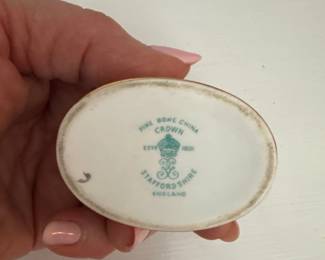 FINE BONE CHINA
CROWN
ESTD 1801
STAFFORDSHIRE
ENGLAND